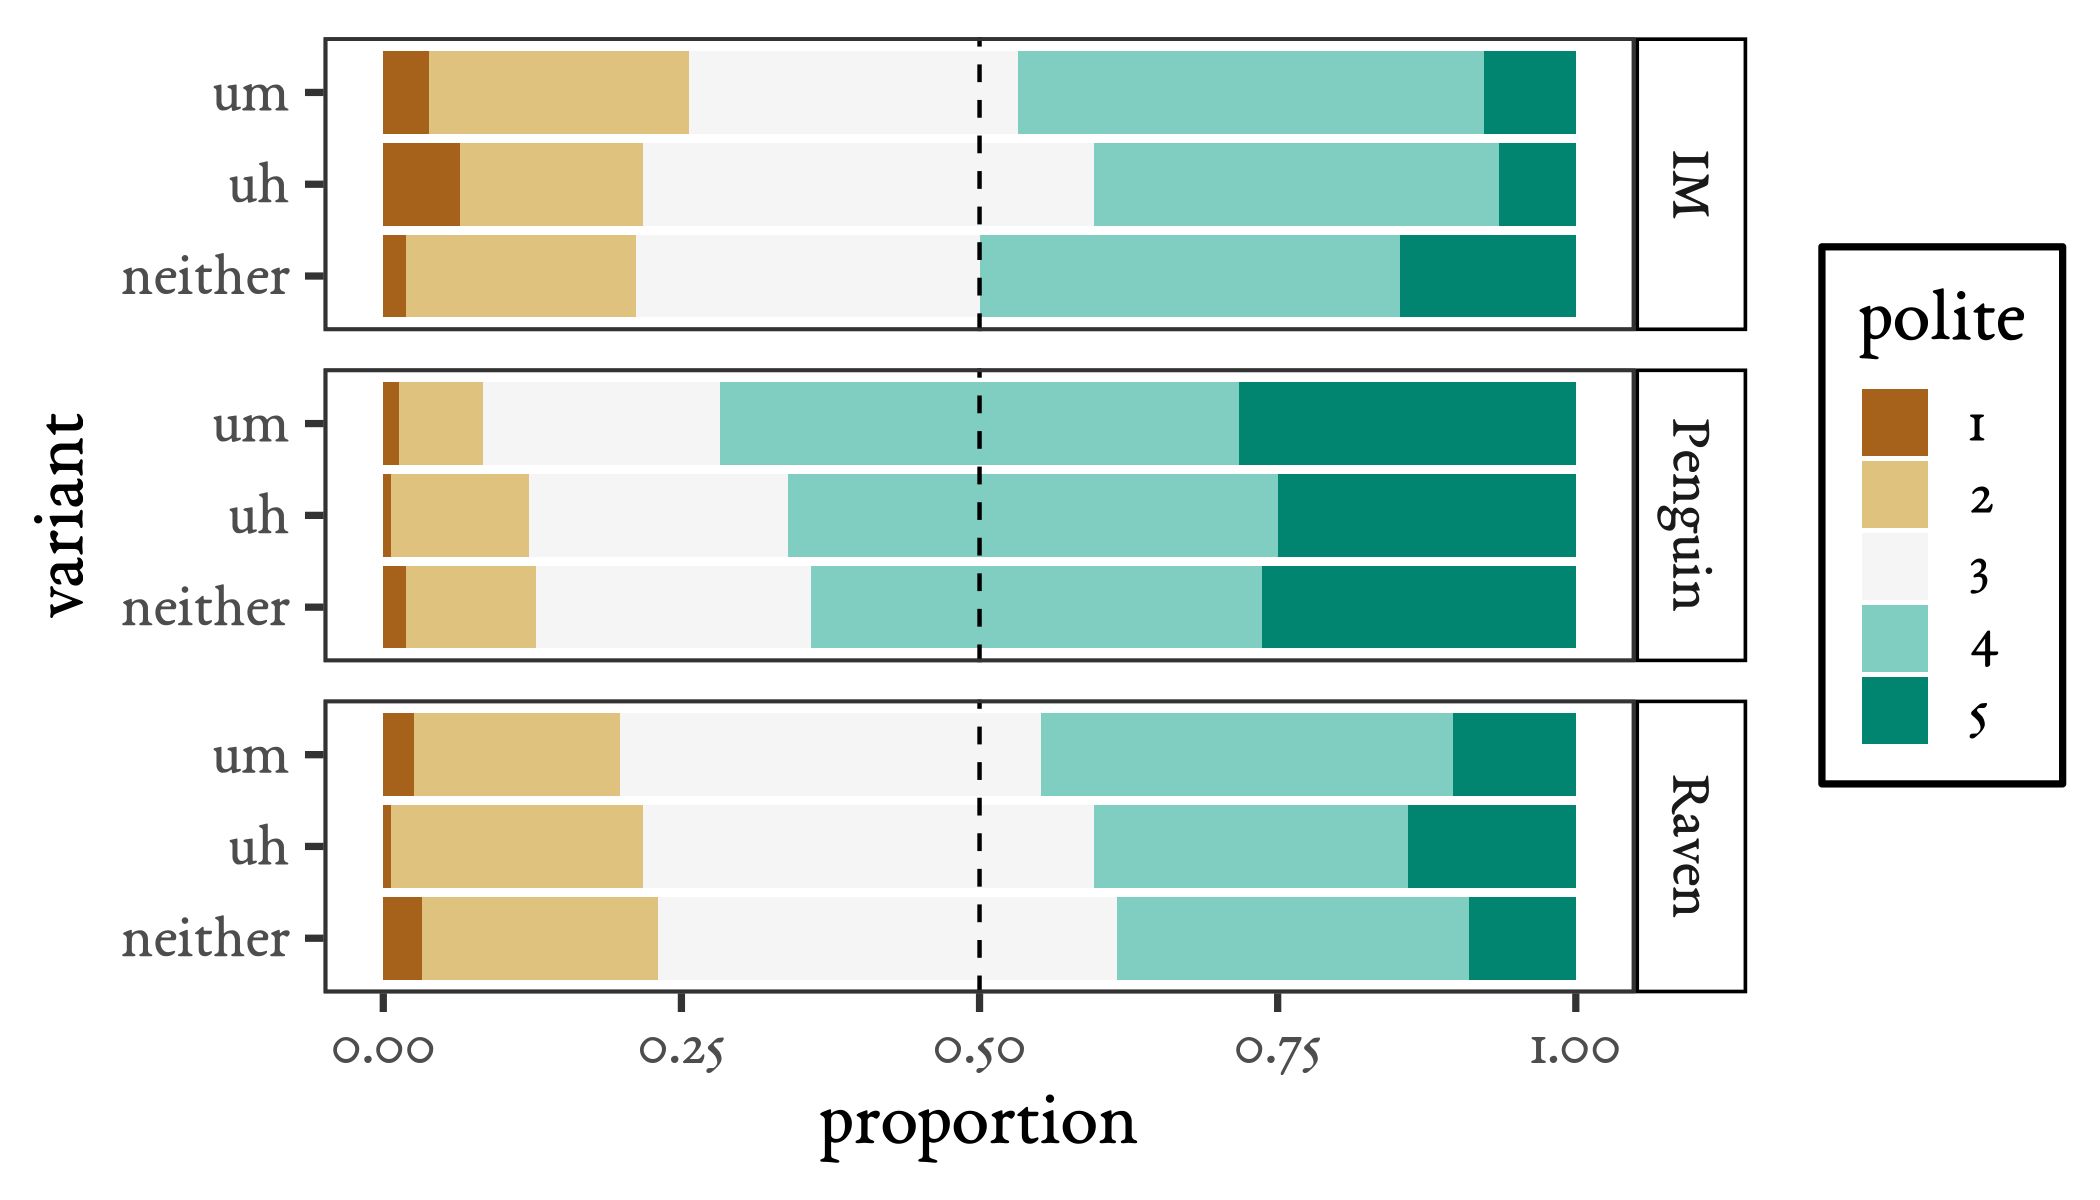 um
uh
neither
IM
um
uh
neither
Penguin
um
uh
neither
Raven
variant
0.00
0.25
0.50
0.75
1.00
proportion
polite
1
2
3
4
5